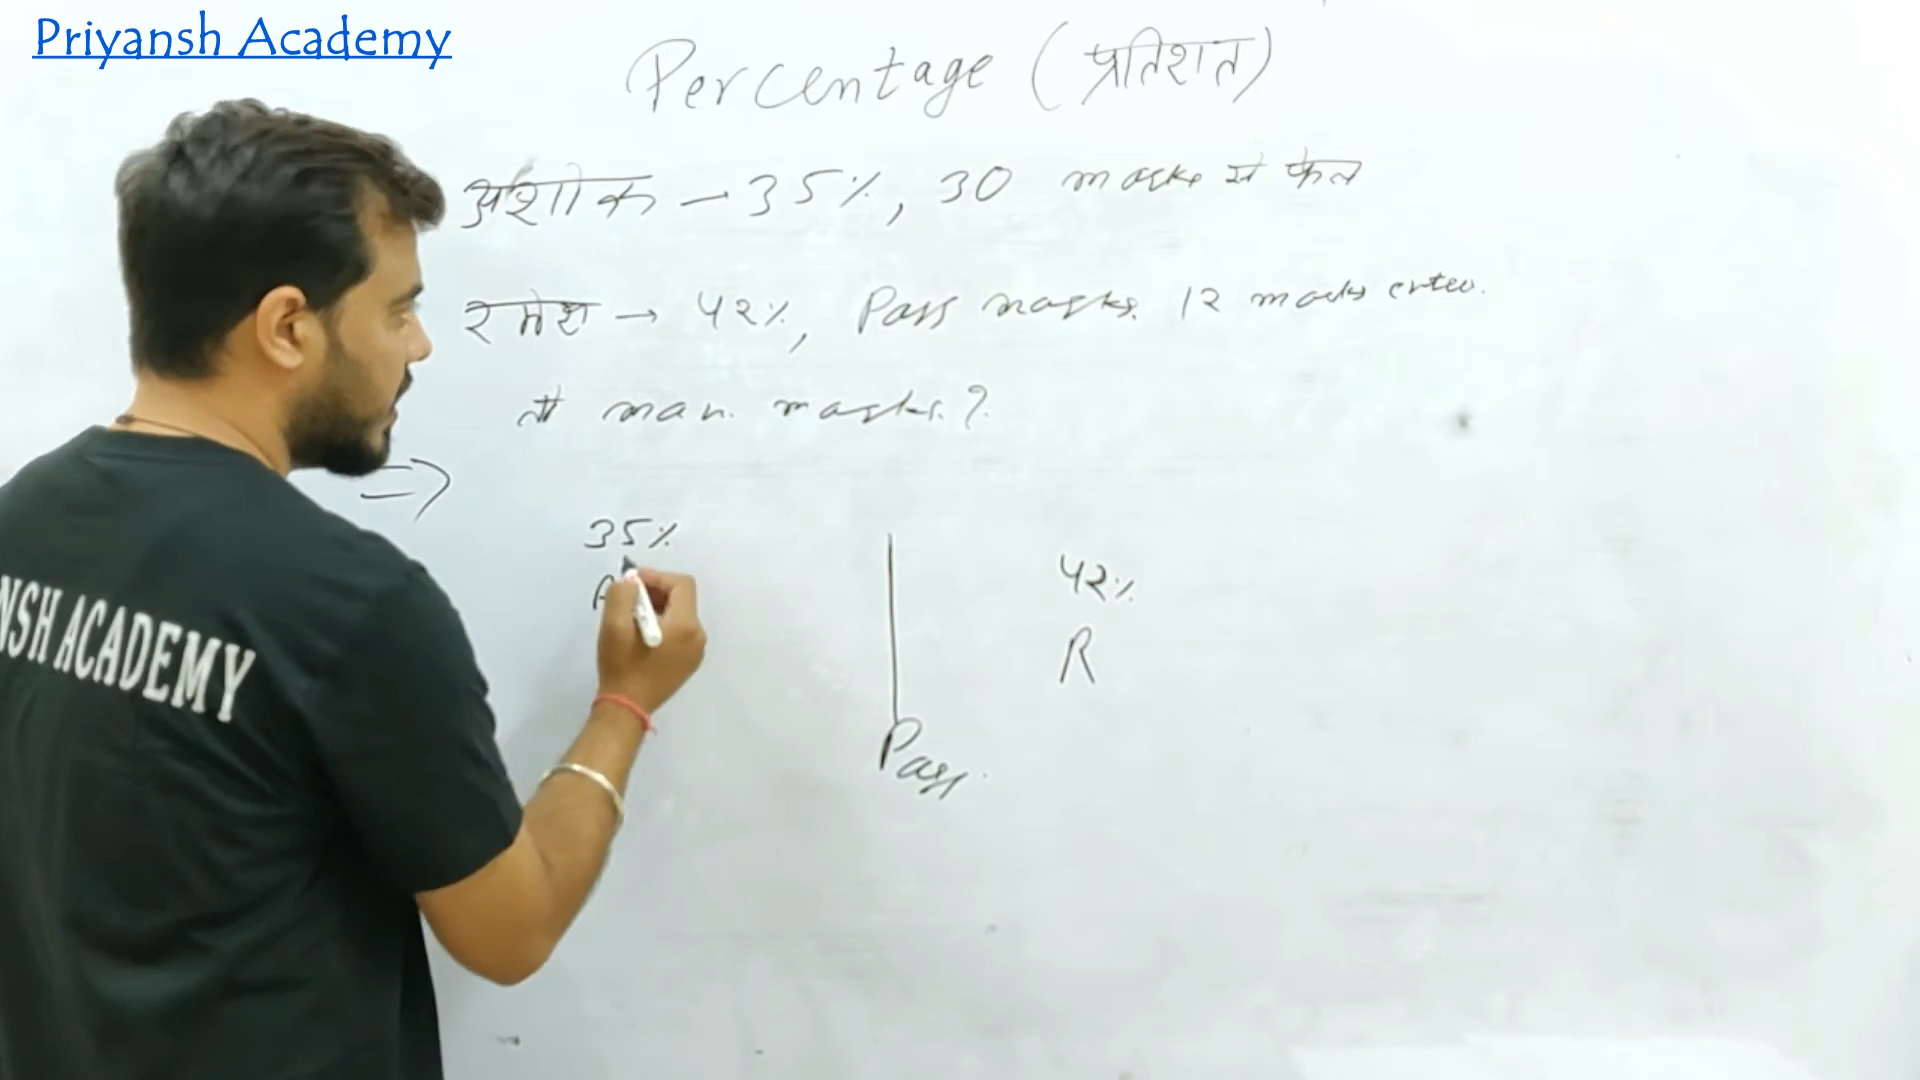 Priyansh Academy
Percentage (प्रतिशत)
अशोक → 35%, 30 marks से फेल
रमेश → 42%, Pass marks. 12 marks extra.
तो max. marks.?
⇒
35% 42%
A R
Pass.
NSH ACADEMY